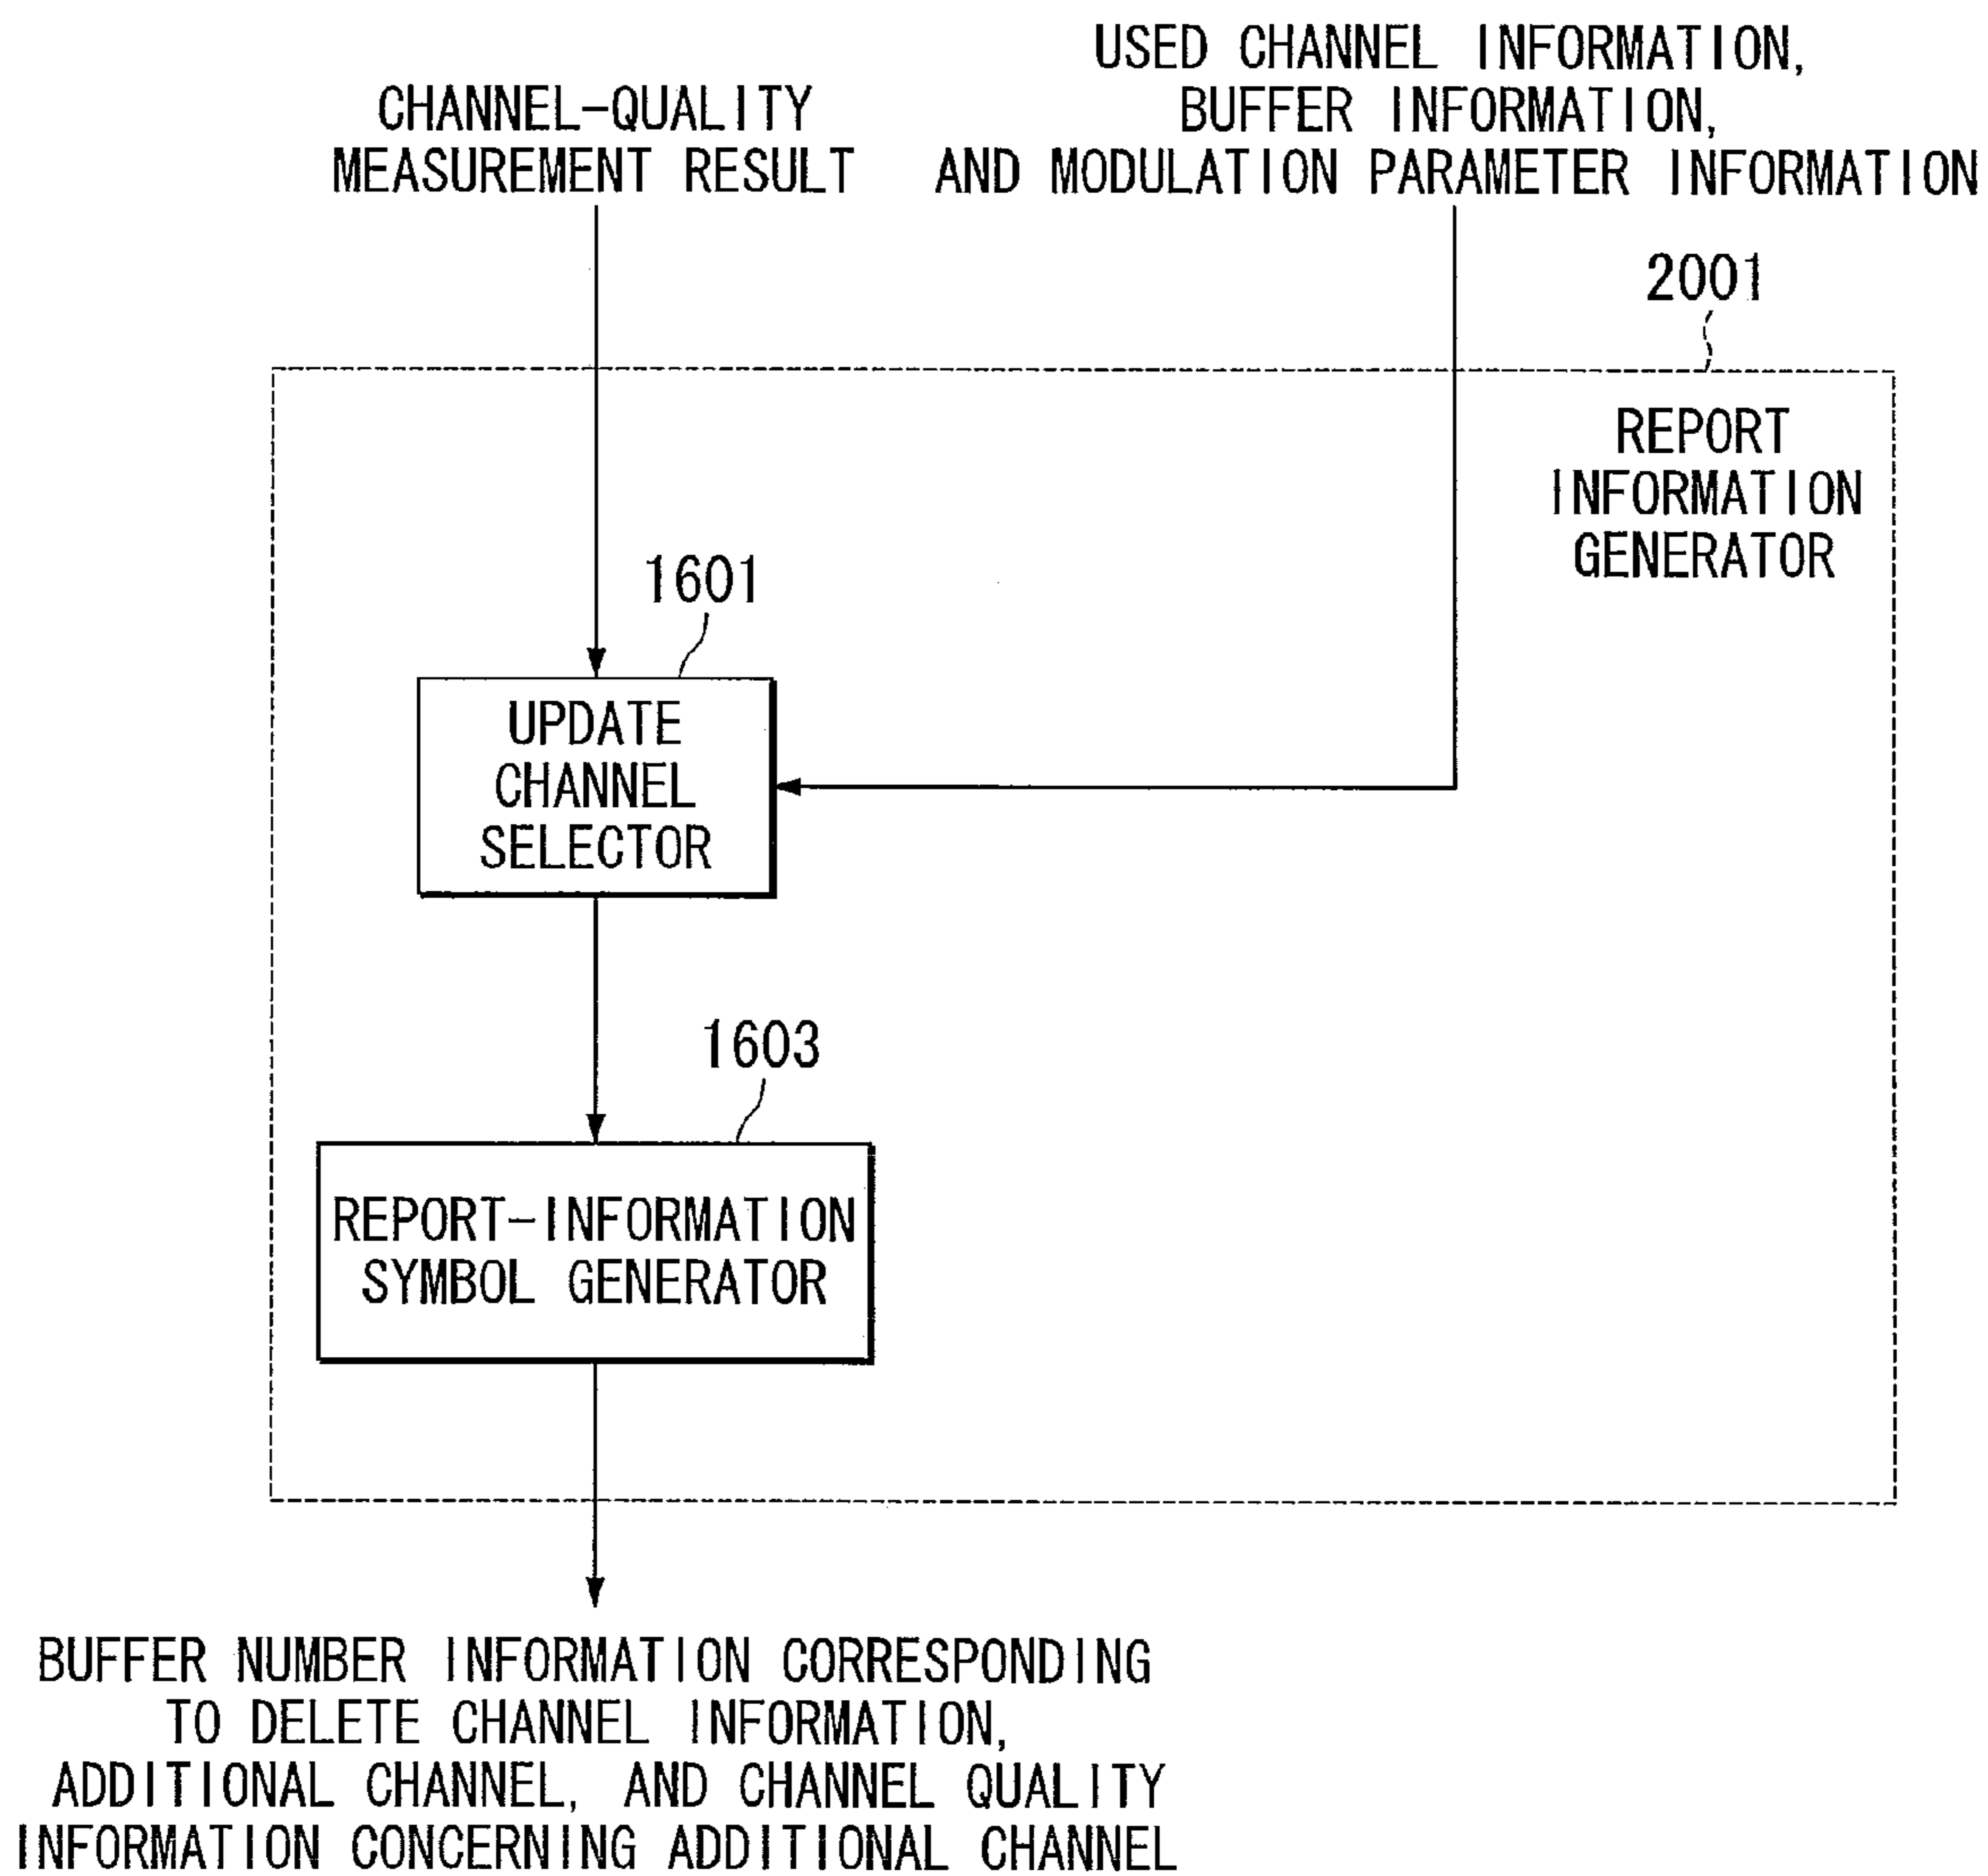 CHANNEL-QUALITY
MEASUREMENT RESULT
USED CHANNEL INFORMATION,
BUFFER INFORMATION,
AND MODULATION PARAMETER INFORMATION
2001
REPORT
INFORMATION
GENERATOR
1601
UPDATE
CHANNEL
SELECTOR
1603
REPORT-INFORMATION
SYMBOL GENERATOR
BUFFER NUMBER INFORMATION CORRESPONDING
TO DELETE CHANNEL INFORMATION,
ADDITIONAL CHANNEL, AND CHANNEL QUALITY
INFORMATION CONCERNING ADDITIONAL CHANNEL